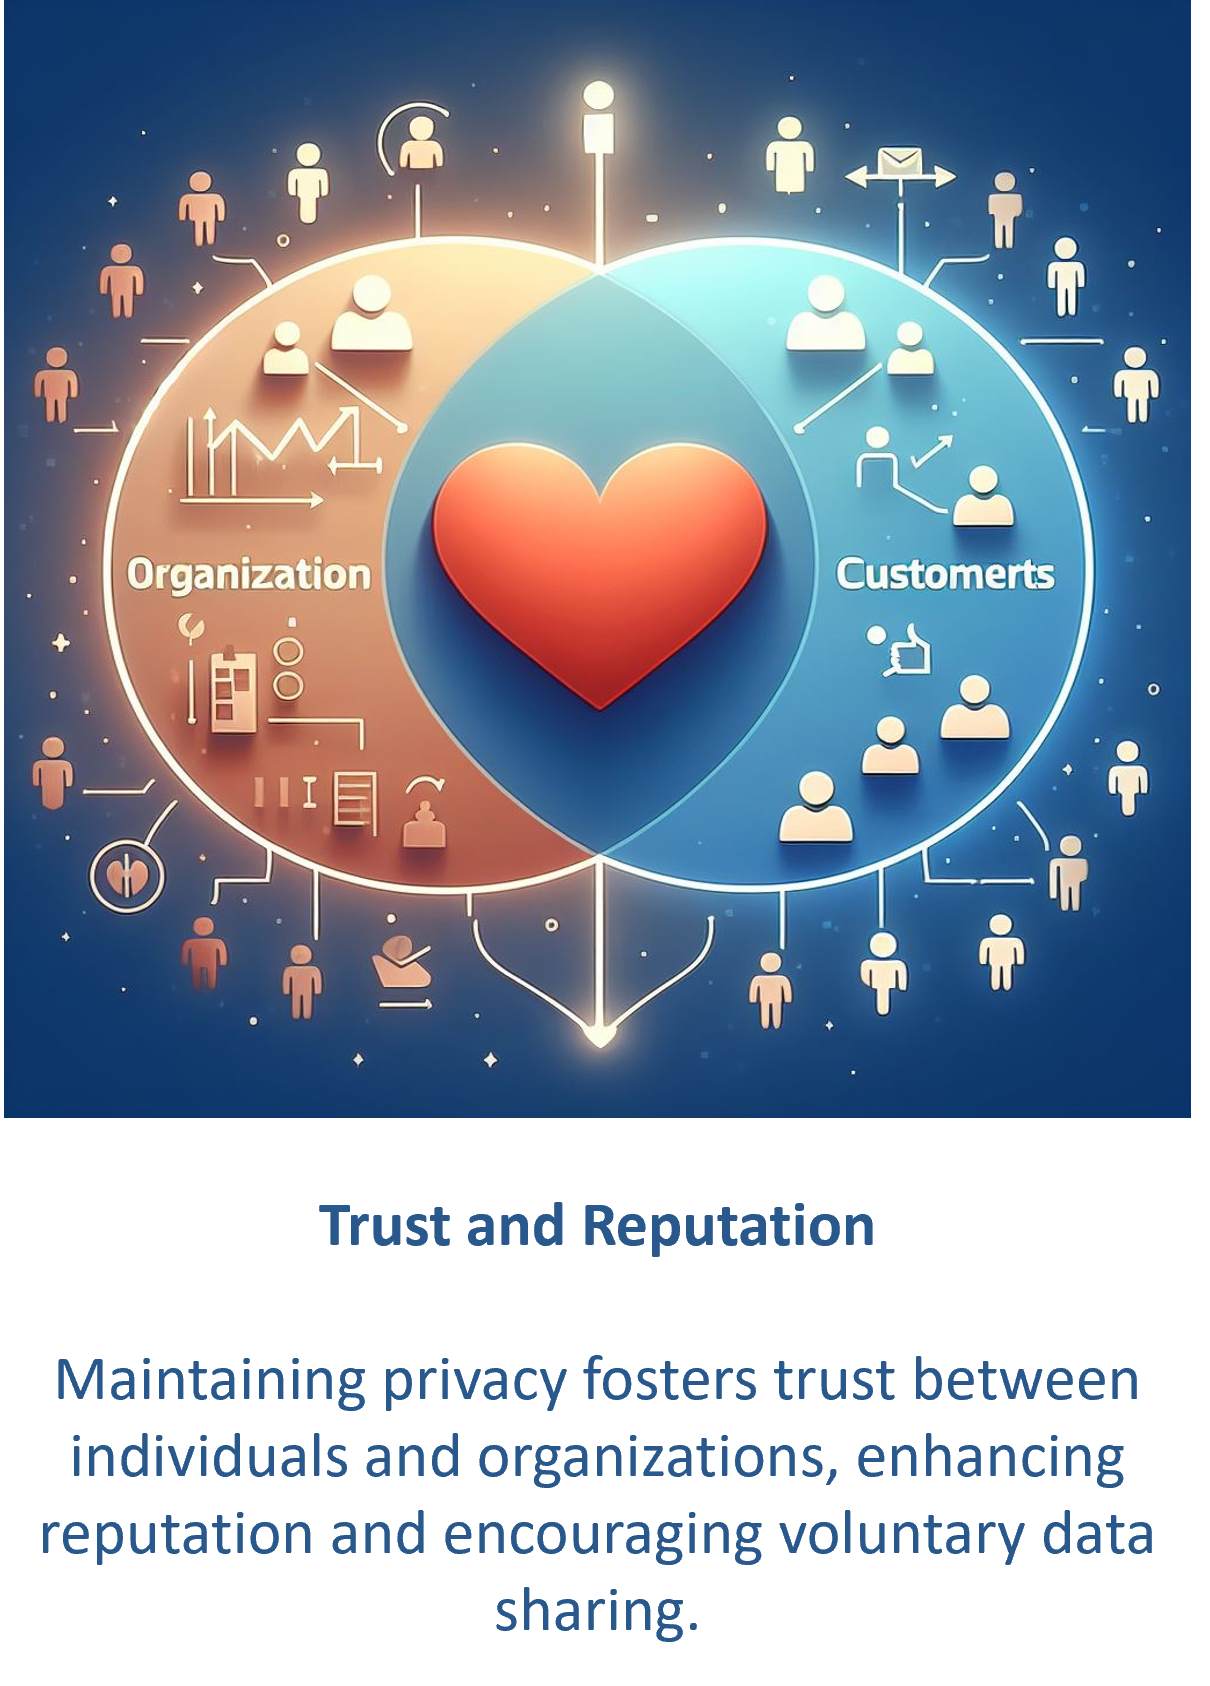 Organization
Customerts
Trust and Reputation
Maintaining privacy fosters trust between
individuals and organizations, enhancing
reputation and encouraging voluntary data
sharing.